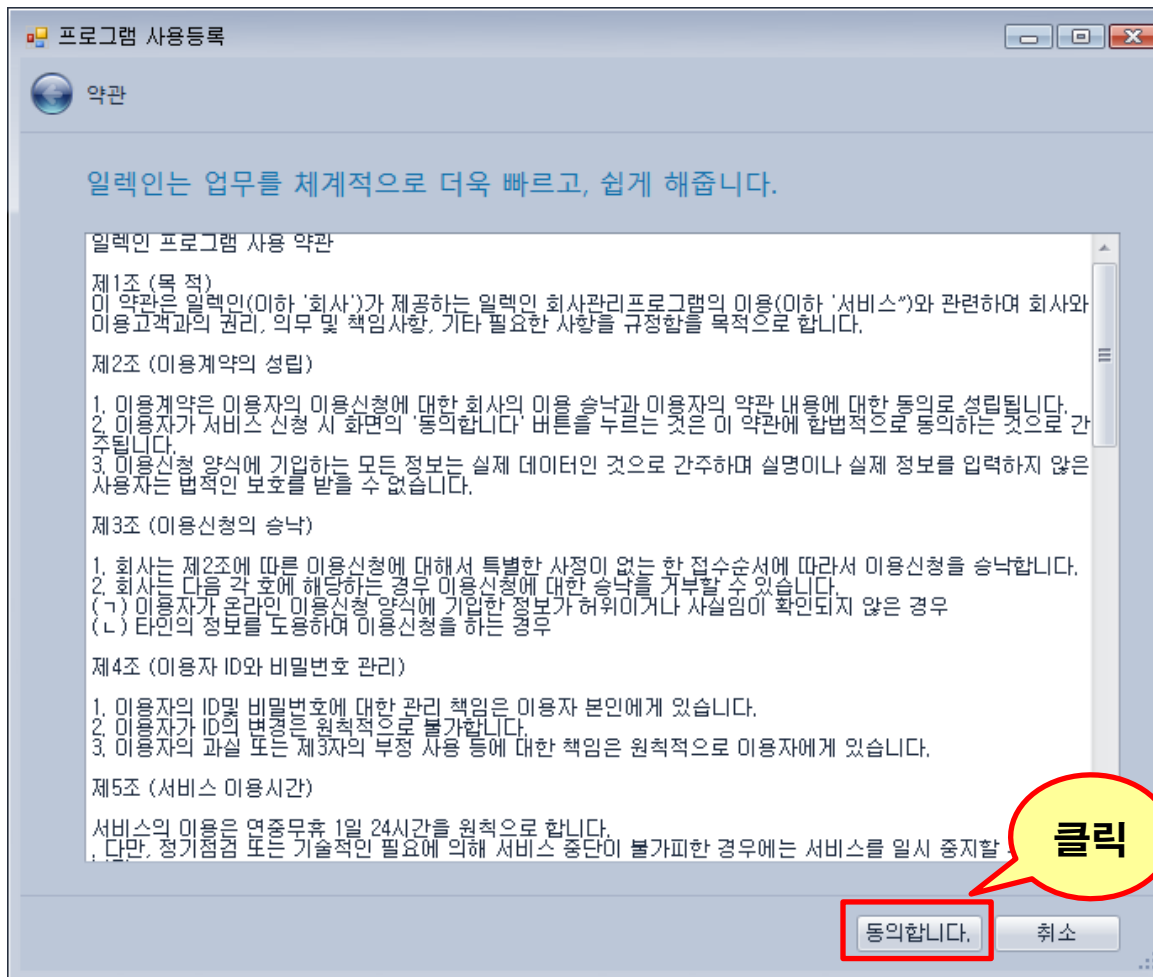 프로그램 사용등록
약관
일렉인는 업무를 체계적으로 더욱 빠르고, 쉽게 해줍니다.
일렉인 프로그램 사용 약관
제1조 (목 적)
이 약관은 일렉인(이하 '회사')가 제공하는 일렉인 회사관리프로그램의 이용(이하 '서비스")와 관련하여 회사와
이용고객과의 권리, 의무 및 책임사항, 기타 필요한 사항을 규정함을 목적으로 합니다.
제2조 (이용계약의 성립)
1. 이용계약은 이용자의 이용신청에 대한 회사의 이용 승낙과 이용자의 약관 내용에 대한 동의로 성립됩니다.
2. 이용자가 서비스 신청 시 화면의 '동의합니다' 버튼을 누르는 것은 이 약관에 합법적으로 동의하는 것으로 간
주됩니다.
3. 이용신청 양식에 기입하는 모든 정보는 실제 데이터인 것으로 간주하며 실명이나 실제 정보를 입력하지 않은
사용자는 법적인 보호를 받을 수 없습니다.
제3조 (이용신청의 승낙)
1. 회사는 제2조에 따른 이용신청에 대해서 특별한 사정이 없는 한 접수순서에 따라서 이용신청을 승낙합니다.
2. 회사는 다음 각 호에 해당하는 경우 이용신청에 대한 승낙을 거부할 수 있습니다.
(ㄱ) 이용자가 온라인 이용신청 양식에 기입한 정보가 허위이거나 사실임이 확인되지 않은 경우
(ㄴ) 타인의 정보를 도용하여 이용신청을 하는 경우
제4조 (이용자 ID와 비밀번호 관리)
1. 이용자의 ID및 비밀번호에 대한 관리 책임은 이용자 본인에게 있습니다.
2. 이용자가 ID의 변경은 원칙적으로 불가합니다.
3. 이용자의 과실 또는 제3자의 부정 사용 등에 대한 책임은 원칙적으로 이용자에게 있습니다.
제5조 (서비스 이용시간)
서비스의 이용은 연중무휴 1일 24시간을 원칙으로 합니다.
. 다만, 정기점검 또는 기술적인 필요에 의해 서비스 중단이 불가피한 경우에는 서비스를 일시 중지할
클릭
동의합니다.
취소